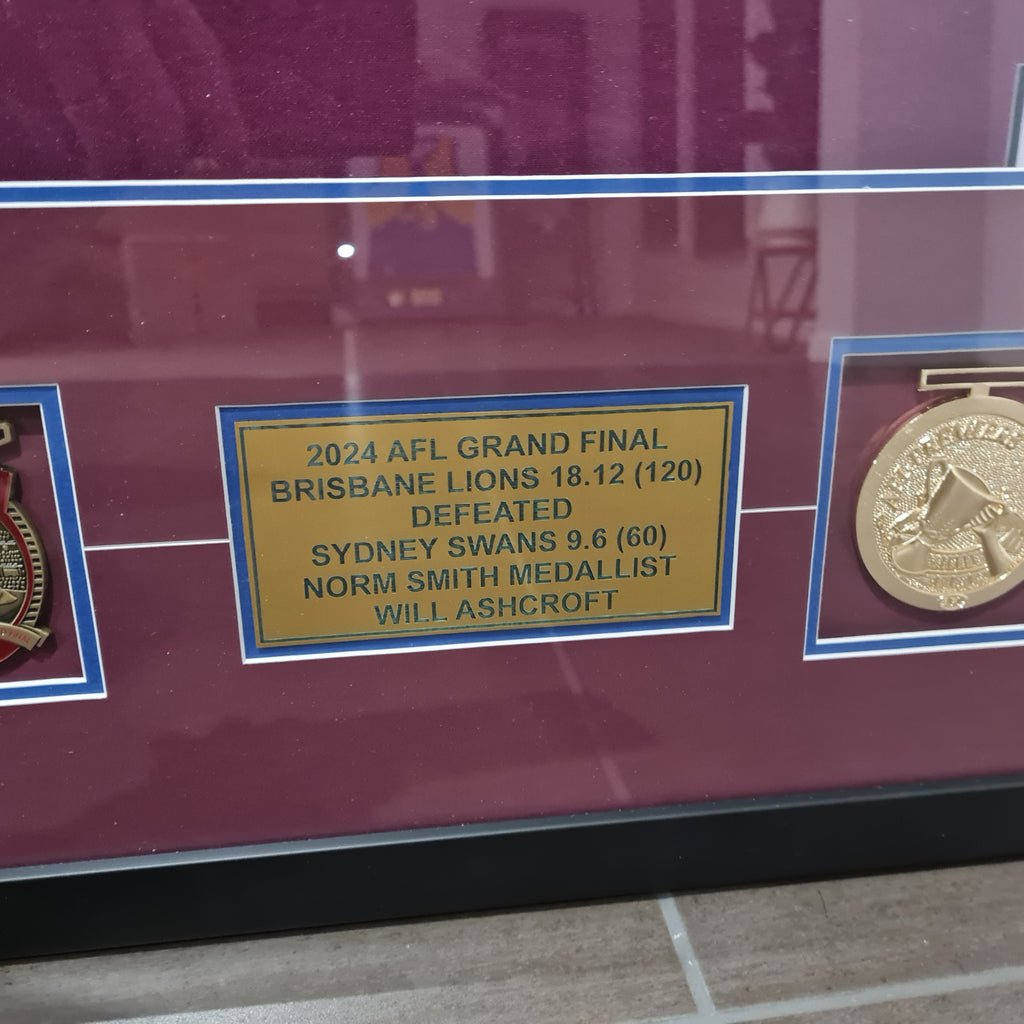 2024 AFL GRAND FINAL
BRISBANE LIONS 18.12 (120)
DEFEATED
SYDNEY SWANS 9.6 (60)
NORM SMITH MEDALLIST
WILL ASHCROFT